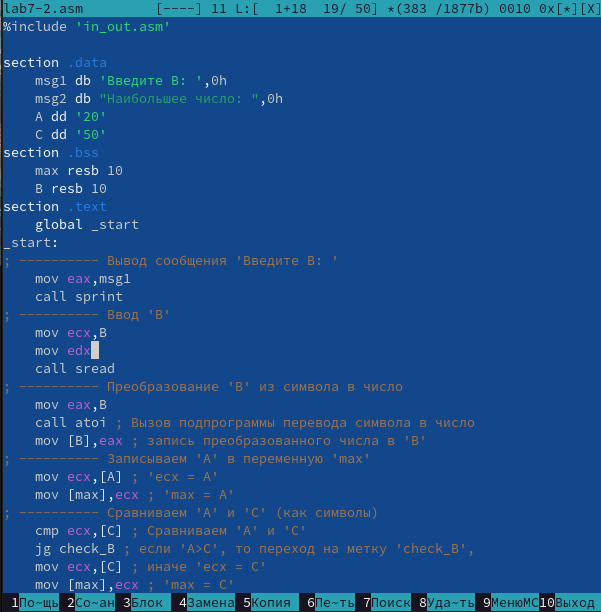 lab7-2.asm [----] 11 L:[ 1+18 19/ 50] *(383 /1877b) 0010 0x[*][X]
%include 'in_out.asm'
section .data
msg1 db 'Введите B: ',0h
msg2 db "Наибольшее число: ",0h
A dd '20'
C dd '50'
section .bss
max resb 10
B resb 10
section .text
global _start
_start:
; ---------- Вывод сообщения 'Введите B: '
mov eax,msg1
call sprint
; ---------- Ввод 'B'
mov ecx,B
mov edx
call sread
; ---------- Преобразование 'B' из символа в число
mov eax,B
call atoi ; Вызов подпрограммы перевода символа в число
mov [B],eax ; запись преобразованного числа в 'B'
; ---------- Записываем 'A' в переменную 'max'
mov ecx,[A] ; 'ecx = A'
mov [max],ecx ; 'max = A'
; ---------- Сравниваем 'A' и 'С' (как символы)
cmp ecx,[C] ; Сравниваем 'A' и 'С'
jg check_B ; если 'A>C', то переход на метку 'check_B',
mov ecx,[C] ; иначе 'ecx = C'
mov [max],ecx ; 'max = C'
1По~щь 2Со~ан 3Блок 4Замена 5Копия 6Пе~ть 7Поиск 8Уда~ть 9МенюМС 10Выход